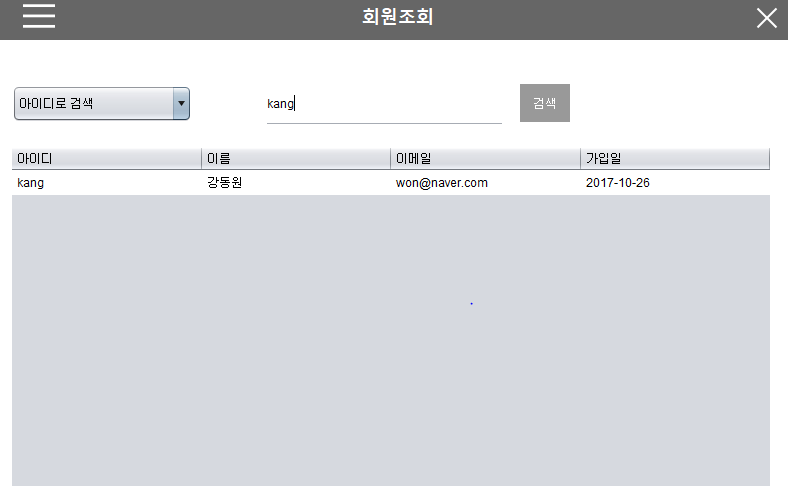 회원조회
아이디로 검색 kang 검색
아이디 이름 이메일 가입일
kang 강동원 won@naver.com 2017-10-26